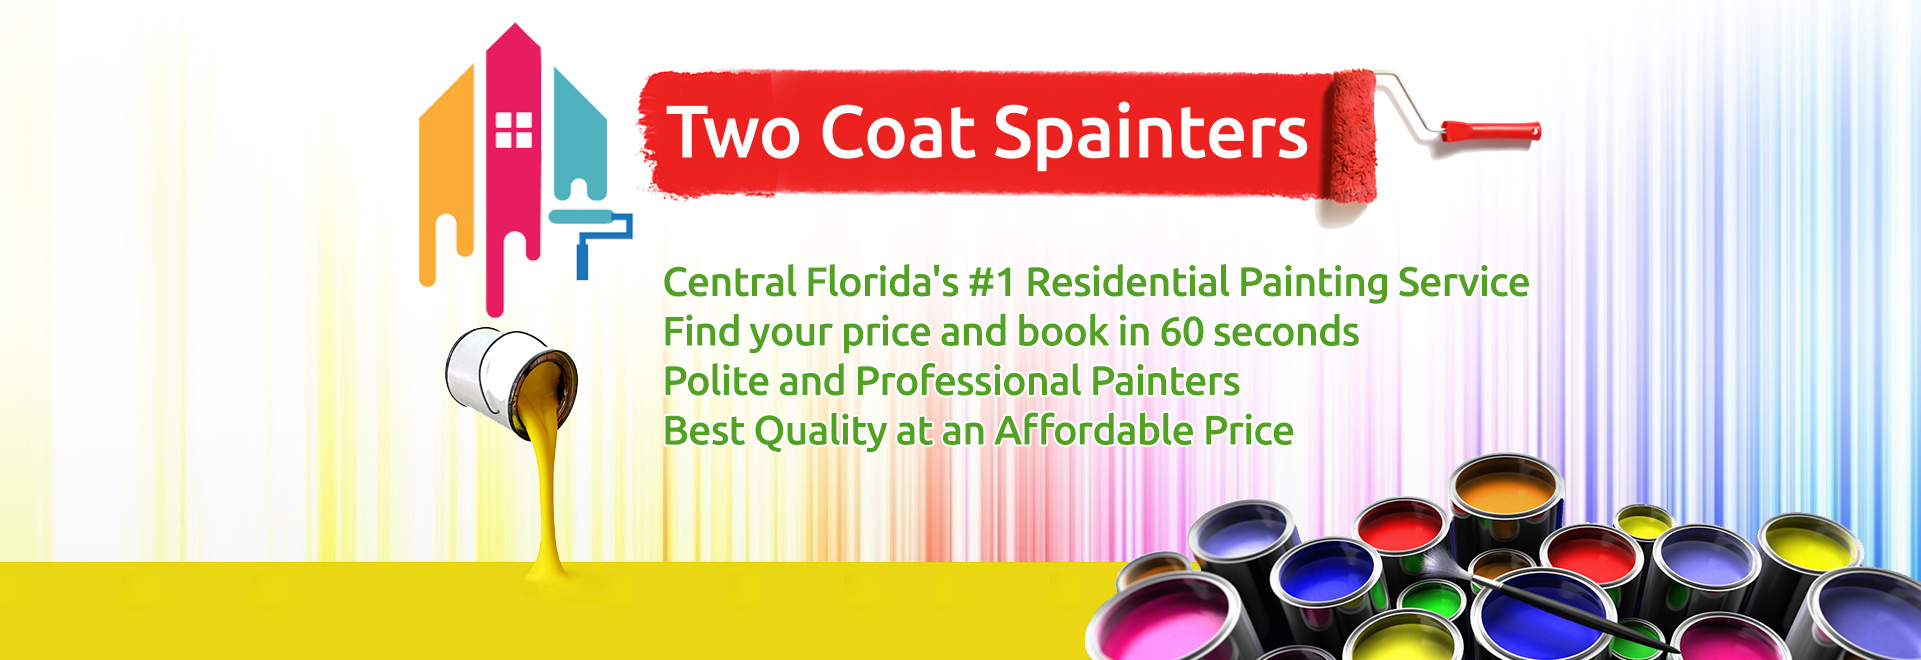 Two Coat Spainters
Central Florida's #1 Residential Painting Service
Find your price and book in 60 seconds
Polite and Professional Painters
Best Quality at an Affordable Price